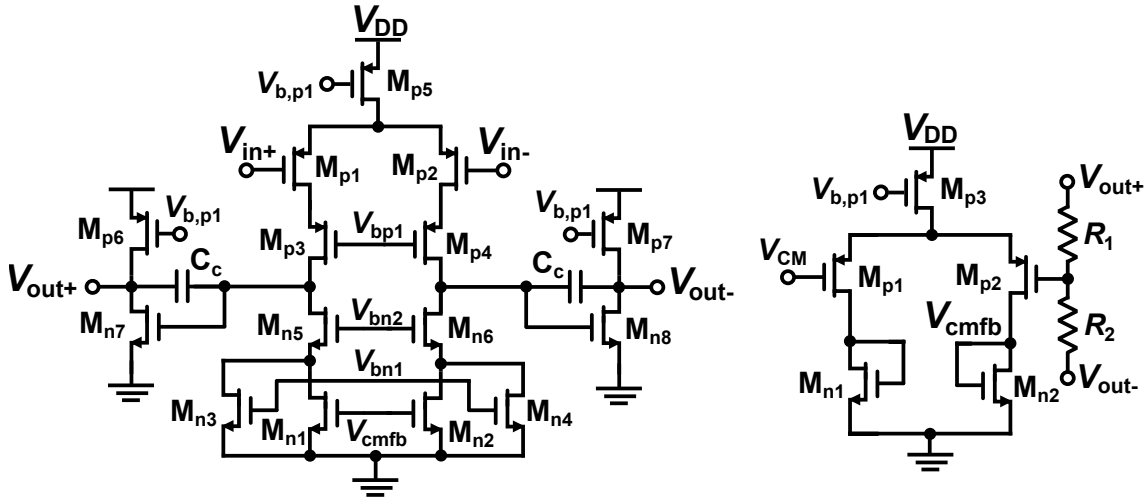 VDD
Vb,p1
Mp5
Vin+
Vin-
Mp1
Mp2
Mp6
Vb,p1
Mp3
Vbp1
Mp4
Vb,p1
Mp7
Cc
Cc
Vout+
Vout-
Mn7
Mn5
Vbn2
Mn6
Mn8
Vbn1
Mn3
Mn1
Vcmfb
Mn2
Mn4
VDD
Vb,p1
Mp3
Vout+
R1
VCM
Mp1
Mp2
Vcmfb
R2
Mn1
Mn2
Vout-